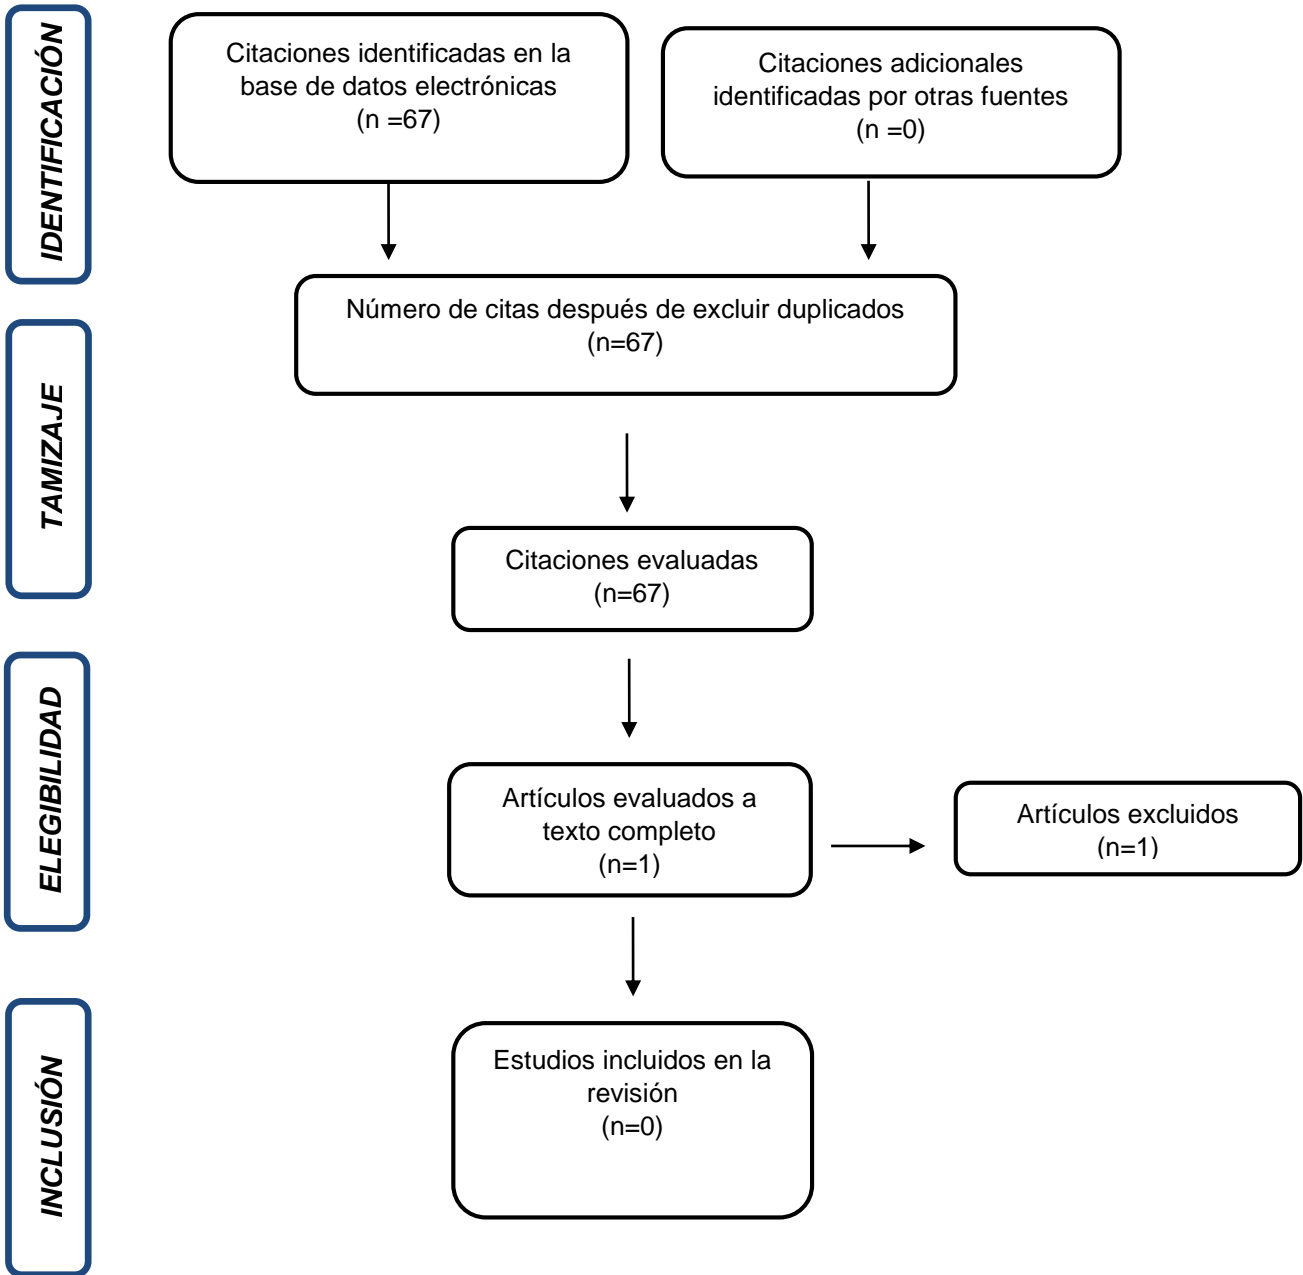 IDENTIFICACIÓN
Citaciones identificadas en la
base de datos electrónicas
(n =67)
Citaciones adicionales
identificadas por otras fuentes
(n =0)
Número de citas después de excluir duplicados
(n=67)
TAMIZAJE
Citaciones evaluadas
(n=67)
ELEGIBILIDAD
Artículos evaluados a
texto completo
(n=1)
Artículos excluidos
(n=1)
INCLUSIÓN
Estudios incluidos en la
revisión
(n=0)